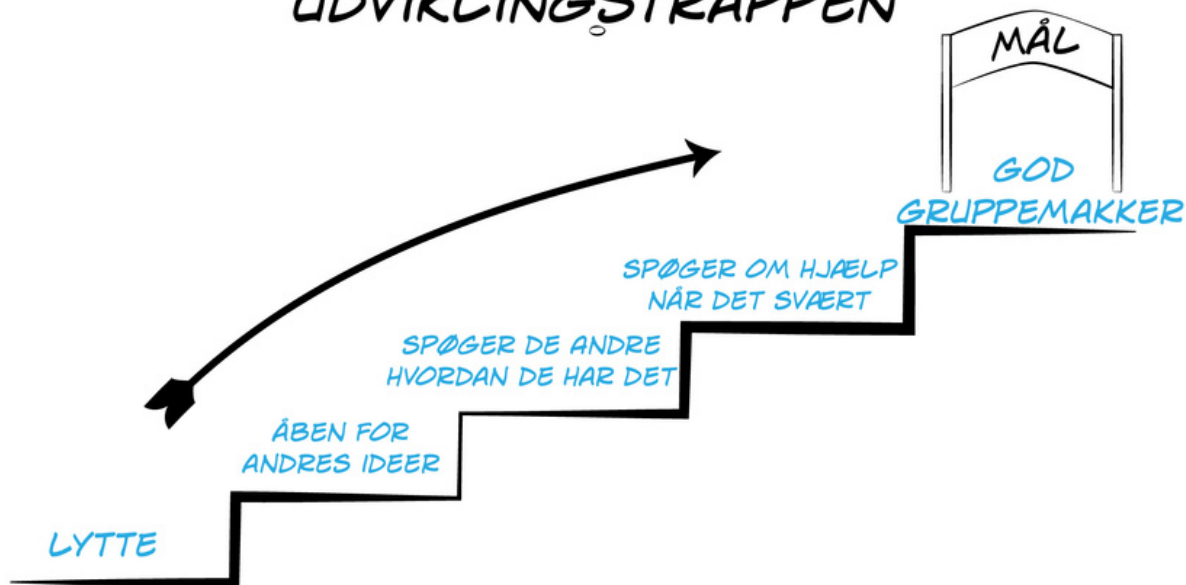 UDVIKLINGSTRAPPEN
MÅL
GOD
GRUPPEMAKKER
SPØGER OM HJÆLP
NÅR DET SVÆRT
SPØGER DE ANDRE
HVORDAN DE HAR DET
ÅBEN FOR
ANDRES IDEER
LYTTE